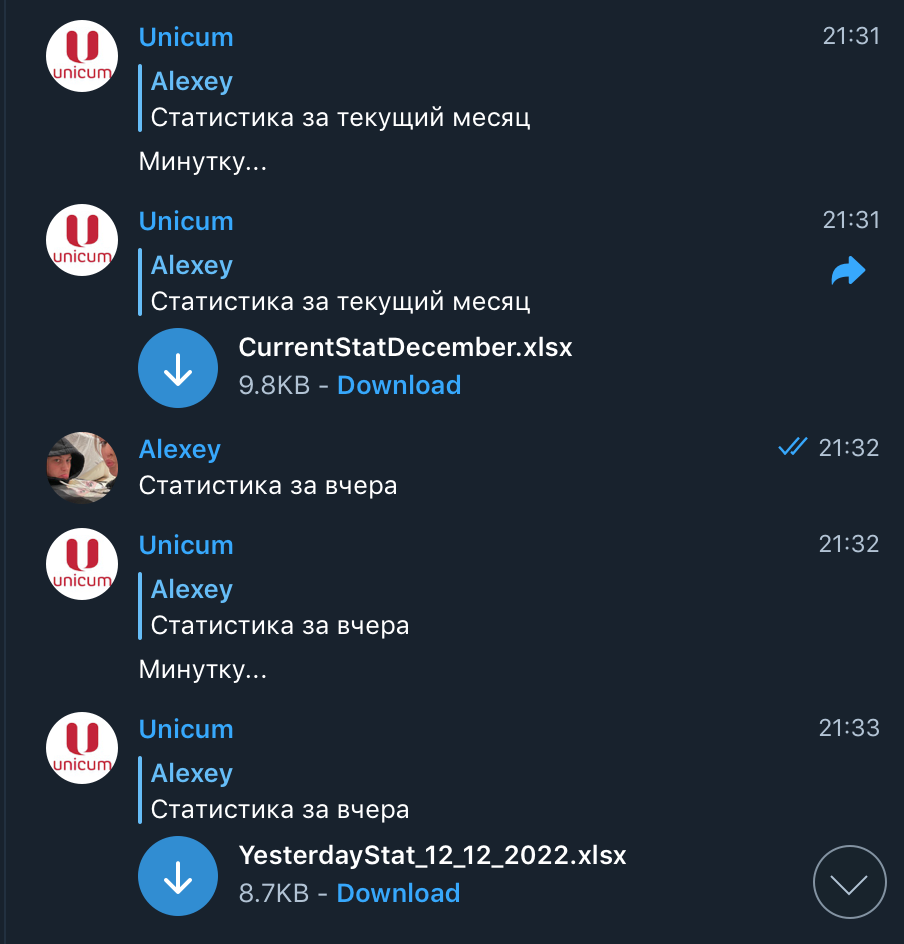 Unicum 21:31
unicum
Alexey
Статистика за текущий месяц
Минутку...
Unicum 21:31
unicum
Alexey
Статистика за текущий месяц
CurrentStatDecember.xlsx
9.8KB - Download
Alexey 21:32
Статистика за вчера
Unicum 21:32
unicum
Alexey
Статистика за вчера
Минутку...
Unicum 21:33
unicum
Alexey
Статистика за вчера
YesterdayStat_12_12_2022.xlsx
8.7KB - Download